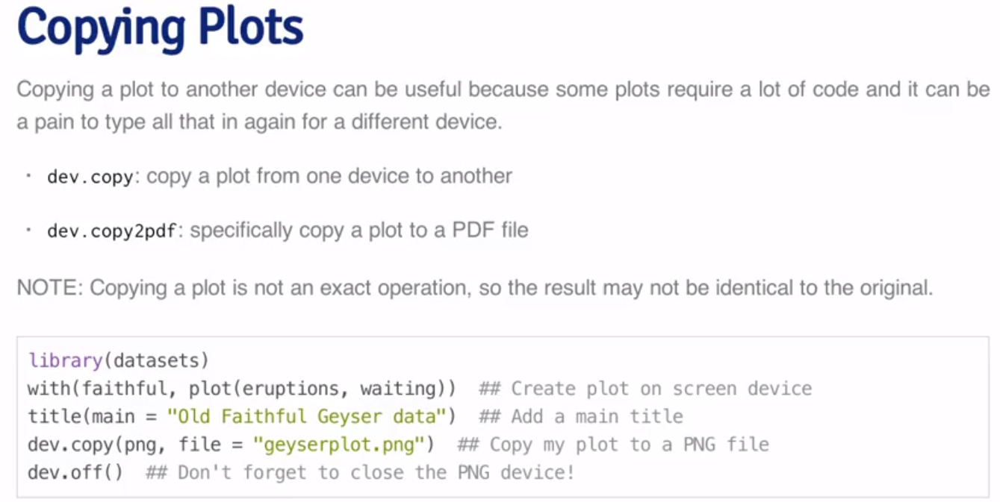 Copying Plots
Copying a plot to another device can be useful because some plots require a lot of code and it can be
a pain to type all that in again for a different device.
· dev.copy: copy a plot from one device to another
· dev.copy2pdf: specifically copy a plot to a PDF file
NOTE: Copying a plot is not an exact operation, so the result may not be identical to the original.
library(datasets)
with(faithful, plot(eruptions, waiting))  ## Create plot on screen device
title(main = "Old Faithful Geyser data")  ## Add a main title
dev.copy(png, file = "geyserplot.png")  ## Copy my plot to a PNG file
dev.off()  ## Don't forget to close the PNG device!